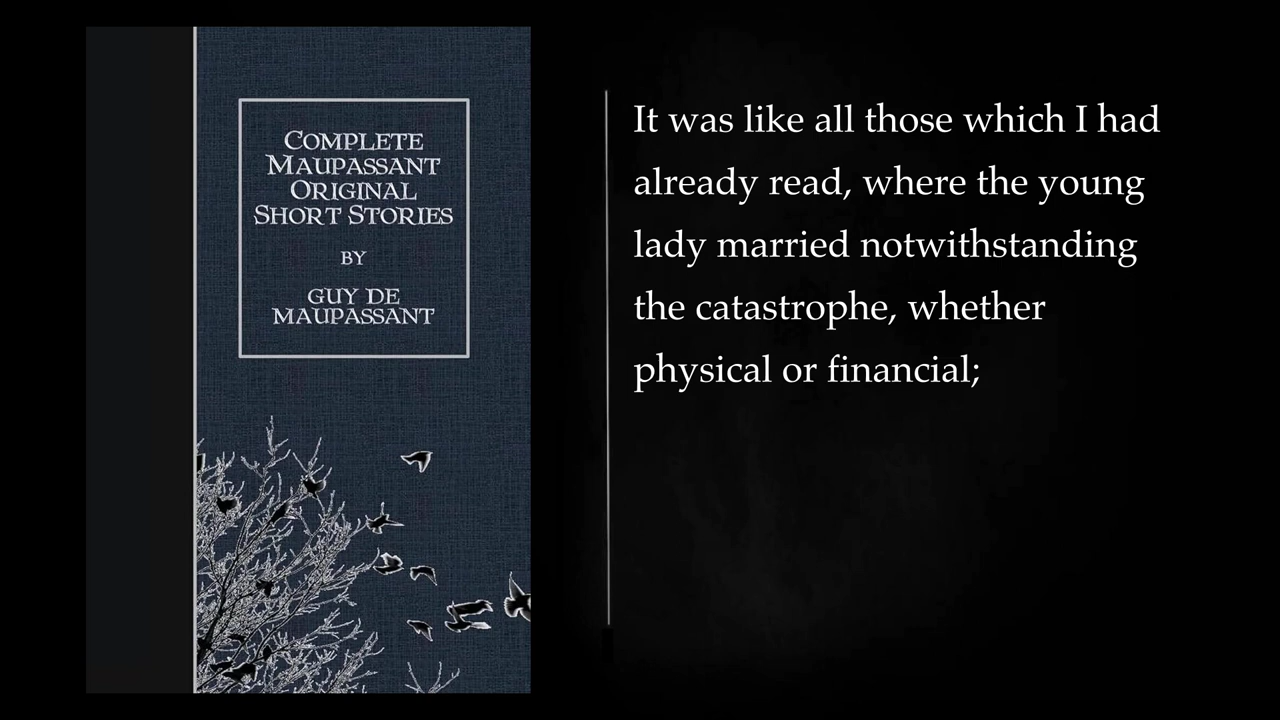 COMPLETE
MAUPASSANT
ORIGINAL
SHORT STORIES
BY
GUY DE
MAUPASSANT
It was like all those which I had
already read, where the young
lady married notwithstanding
the catastrophe, whether
physical or financial;